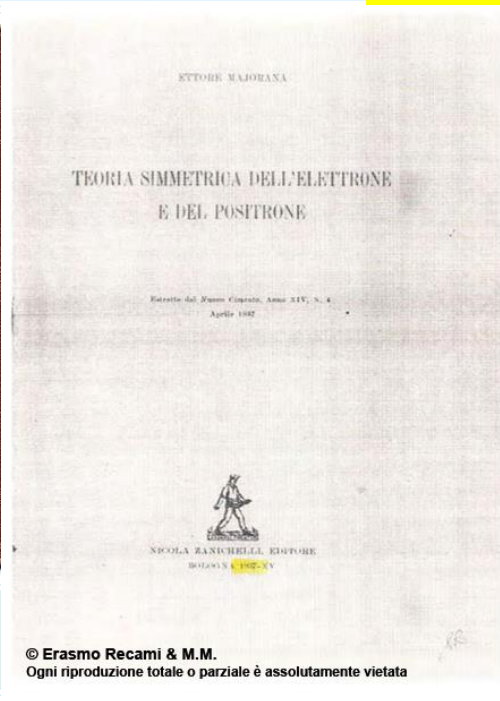 ETTORE MAJORANA
TEORIA SIMMETRICA DELL'ELETTRONE
E DEL POSITRONE
Estratto dal Nuovo Cimento, Anno XIV, N. 4
Aprile 1937
NICOLA ZANICHELLI, EDITORE
BOLOGNA 1937-XV
© Erasmo Recami & M.M.
Ogni riproduzione totale o parziale è assolutamente vietata